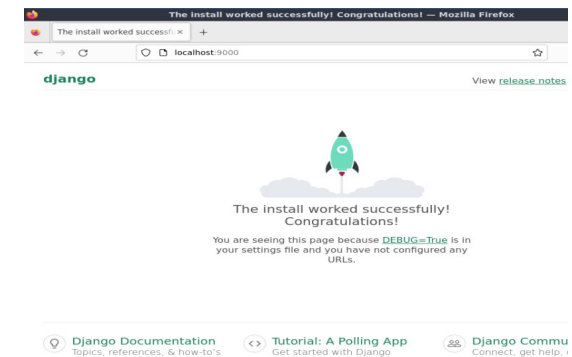 The install worked successfully! Congratulations! — Mozilla Firefox
The install worked successfu
localhost:9000
django
View release notes
The install worked successfully!
Congratulations!
You are seeing this page because DEBUG=True is in
your settings file and you have not configured any
URLs.
Django Documentation
Topics, references, & how-to's
Tutorial: A Polling App
Get started with Django
Django Commu
Connect, get help,